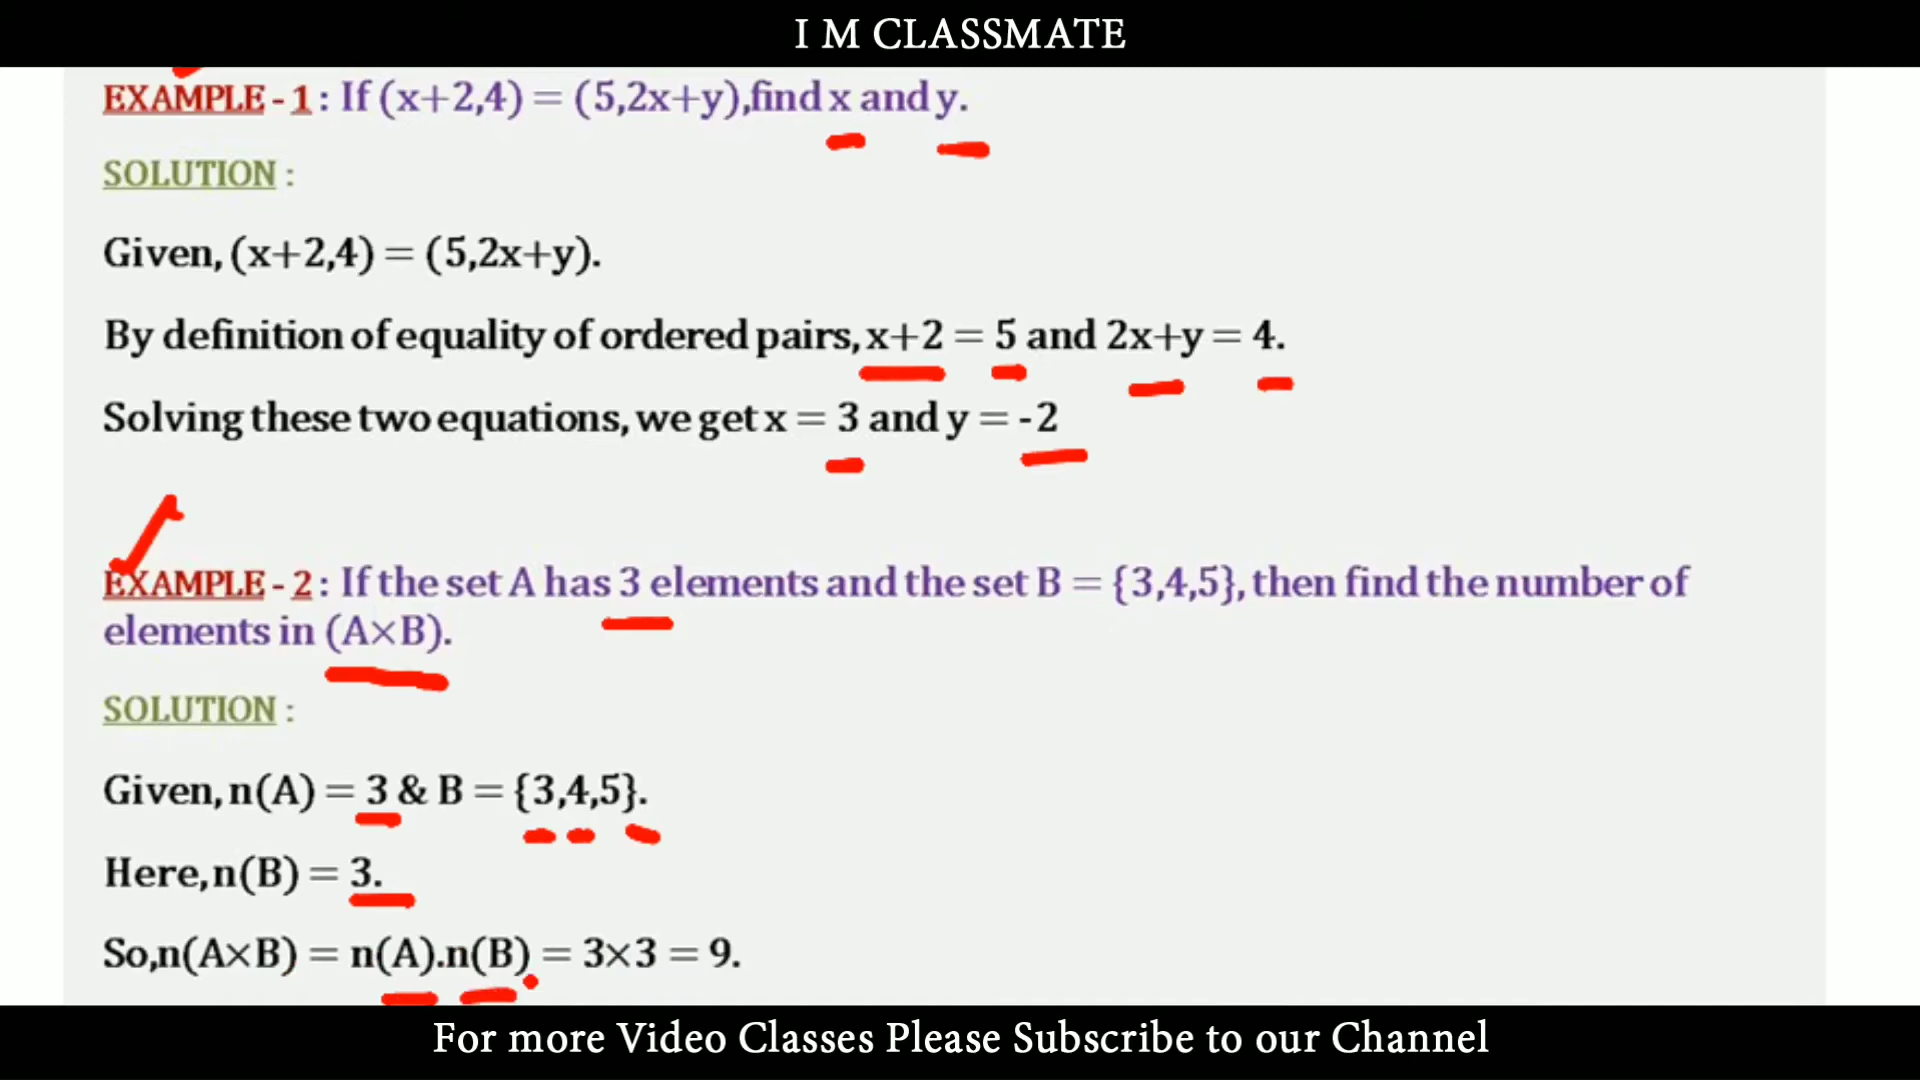 I M CLASSMATE
EXAMPLE - 1 : If (x+2,4) = (5,2x+y),find x and y.
SOLUTION :
Given, (x+2,4) = (5,2x+y).
By definition of equality of ordered pairs, x+2 = 5 and 2x+y = 4.
Solving these two equations, we get x = 3 and y = -2
EXAMPLE - 2 : If the set A has 3 elements and the set B = {3,4,5}, then find the number of
elements in (A×B).
SOLUTION :
Given, n(A) = 3 & B = {3,4,5}.
Here, n(B) = 3.
So,n(A×B) = n(A).n(B) = 3×3 = 9.
For more Video Classes Please Subscribe to our Channel